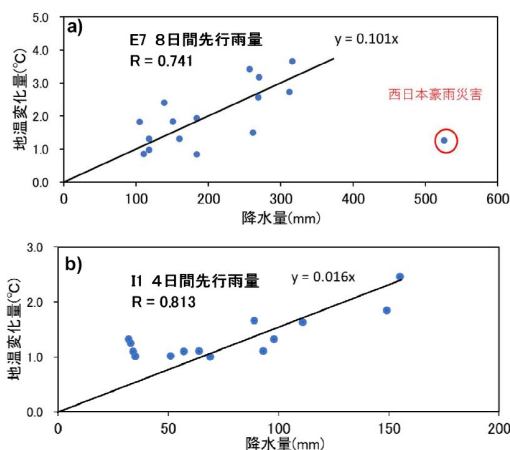 a)
E7 8日間先行雨量
R = 0.741
y = 0.101x
西日本豪雨災害
地温変化量(℃)
5.0
4.0
3.0
2.0
1.0
0.0
0 100 200 300 400 500 600
降水量(mm)
b)
I1 4日間先行雨量
R = 0.813
y = 0.016x
地温変化量(℃)
3.0
2.0
1.0
0.0
0 50 100 150 200
降水量(mm)